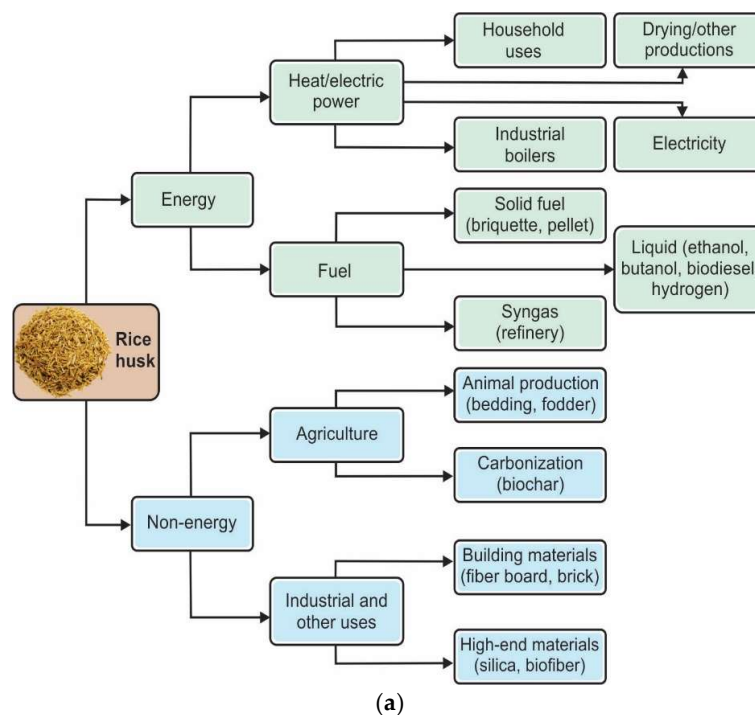 Household
uses
Drying/other
productions
Heat/electric
power
Industrial
boilers
Electricity
Energy
Solid fuel
(briquette, pellet)
Fuel
Liquid (ethanol,
butanol, biodiesel
hydrogen)
Syngas
(refinery)
Rice
husk
Animal production
(bedding, fodder)
Agriculture
Carbonization
(biochar)
Non-energy
Building materials
(fiber board, brick)
Industrial and
other uses
High-end materials
(silica, biofiber)
(a)